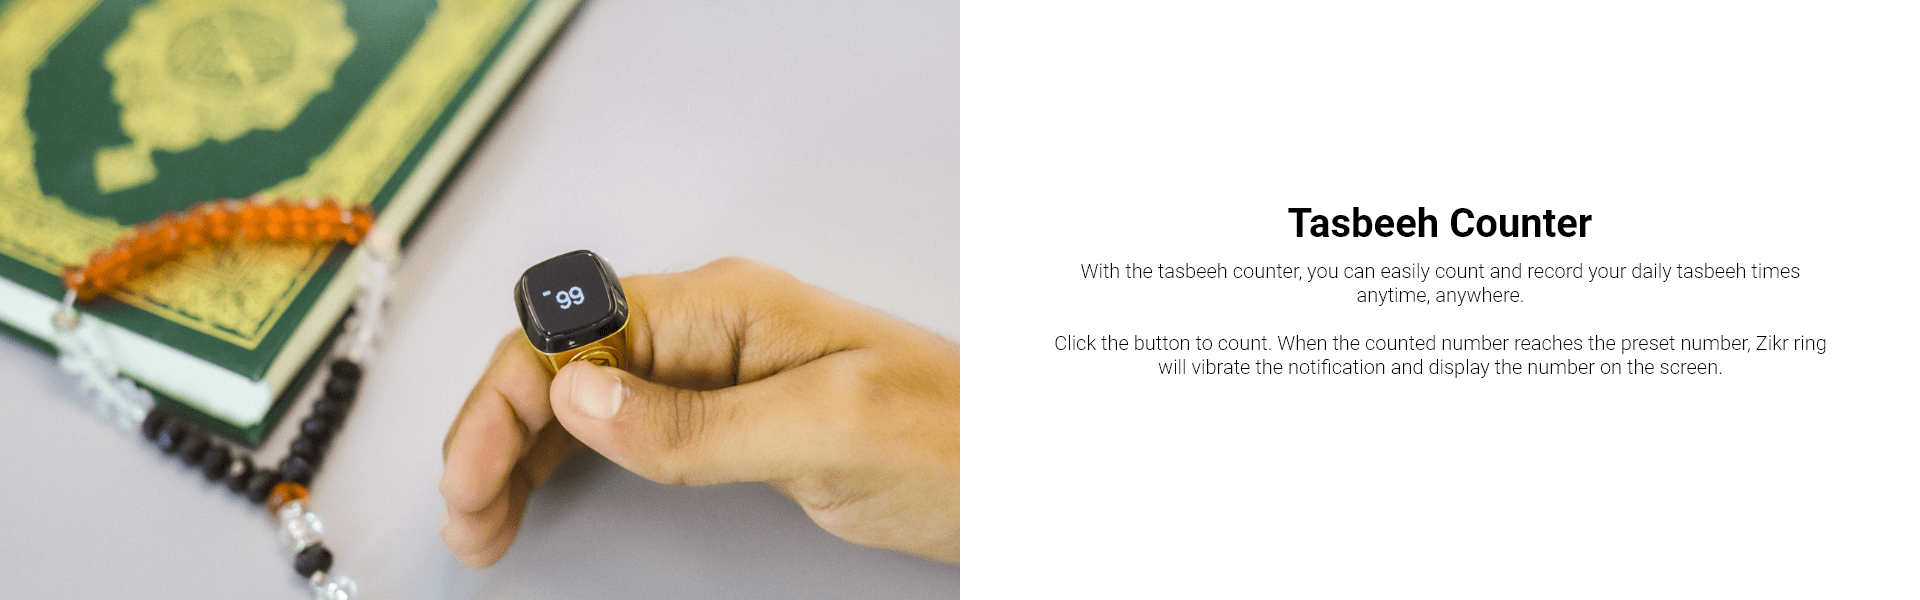 99
Tasbeeh Counter
With the tasbeeh counter, you can easily count and record your daily tasbeeh times
anytime, anywhere.
Click the button to count. When the counted number reaches the preset number, Zikr ring
will vibrate the notification and display the number on the screen.